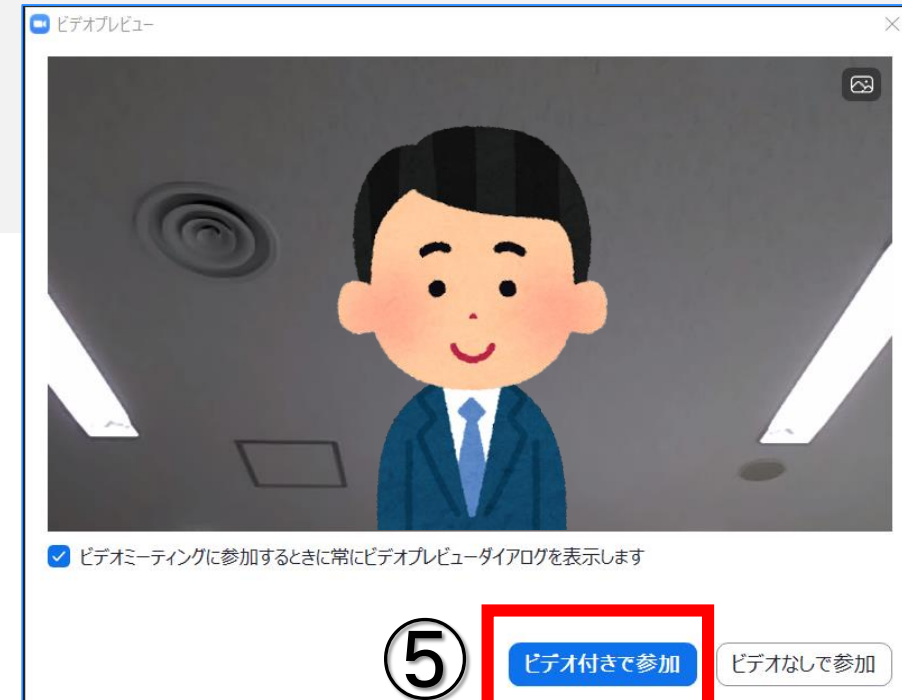 ビデオプレビュー
ビデオミーティングに参加するときに常にビデオプレビューダイアログを表示します
⑤
ビデオ付きで参加
ビデオなしで参加